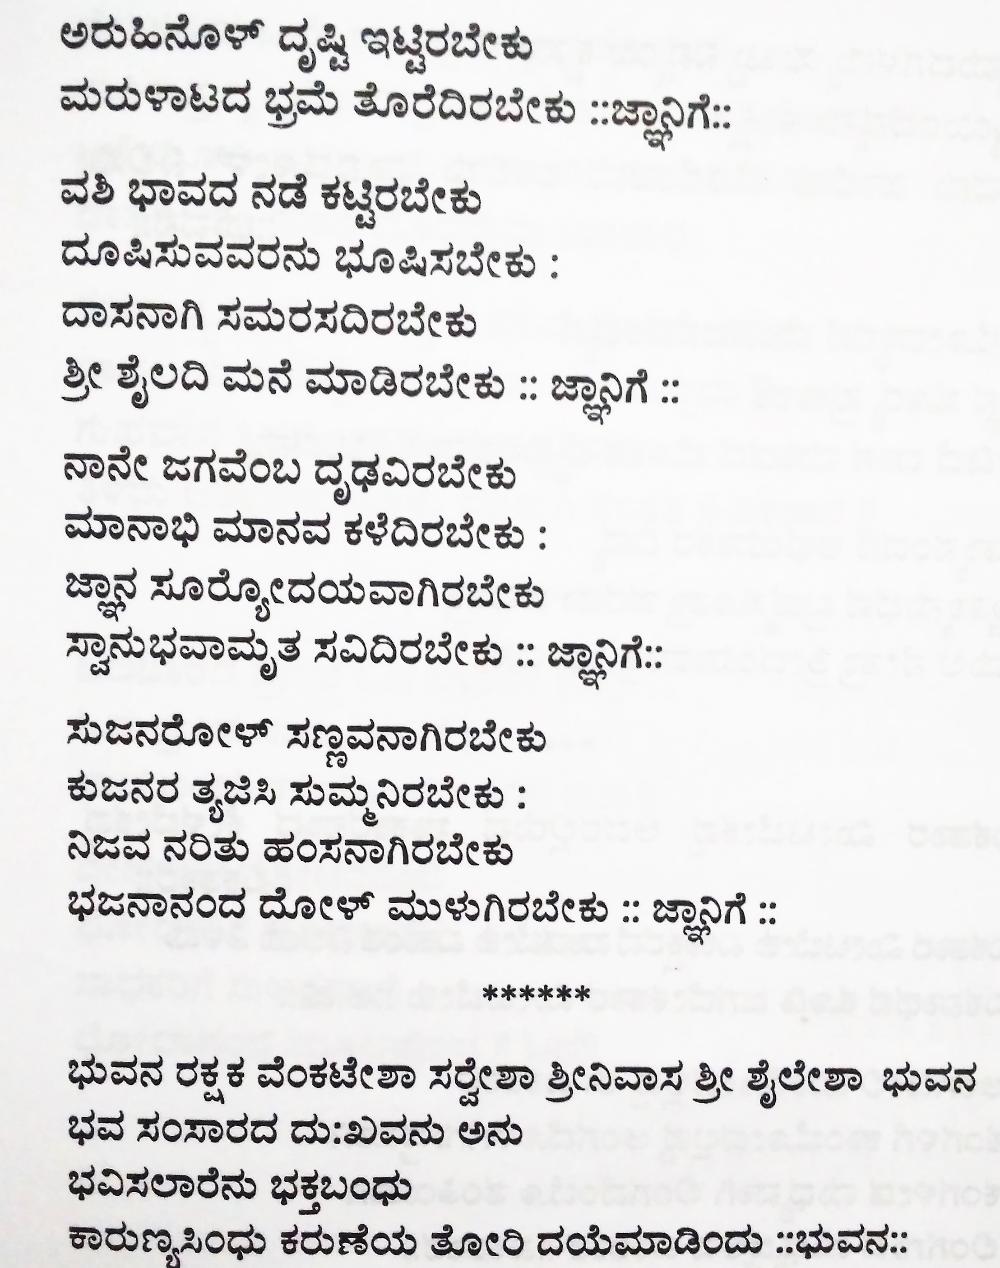 ಅರುಹಿನೊಳ್ ದೃಷ್ಟಿ ಇಟ್ಟಿರಬೇಕು
ಮರುಳಾಟದ ಭ್ರಮೆ ತೊರೆದಿರಬೇಕು ::ಜ್ಞಾನಿಗೆ::
ವಶಿ ಭಾವದ ನಡೆ ಕಟ್ಟಿರಬೇಕು
ದೂಷಿಸುವವರನು ಭೂಷಿಸಬೇಕು :
ದಾಸನಾಗಿ ಸಮರಸದಿರಬೇಕು
ಶ್ರೀ ಶೈಲದಿ ಮನೆ ಮಾಡಿರಬೇಕು :: ಜ್ಞಾನಿಗೆ ::
ನಾನೇ ಜಗವೆಂಬ ದೃಢವಿರಬೇಕು
ಮಾನಾಭಿ ಮಾನವ ಕಳೆದಿರಬೇಕು :
ಜ್ಞಾನ ಸೂರ್ಯೋದಯವಾಗಿರಬೇಕು
ಸ್ವಾನುಭವಾಮೃತ ಸವಿದಿರಬೇಕು :: ಜ್ಞಾನಿಗೆ::
ಸುಜನರೋಳ್ ಸಣ್ಣವನಾಗಿರಬೇಕು
ಕುಜನರ ತ್ಯಜಿಸಿ ಸುಮ್ಮನಿರಬೇಕು :
ನಿಜವ ನರಿತು ಹಂಸನಾಗಿರಬೇಕು
ಭಜನಾನಂದ ದೋಳ್ ಮುಳುಗಿರಬೇಕು :: ಜ್ಞಾನಿಗೆ ::
******
ಭುವನ ರಕ್ಷಕ ವೆಂಕಟೇಶಾ ಸರ್‍ವೇಶಾ ಶ್ರೀನಿವಾಸ ಶ್ರೀ ಶೈಲೇಶಾ ಭುವನ
ಭವ ಸಂಸಾರದ ದು:ಖವನು ಅನು
ಭವಿಸಲಾರೆನು ಭಕ್ತಬಂಧು
ಕಾರುಣ್ಯಸಿಂಧು ಕರುಣೆಯ ತೋರಿ ದಯೆಮಾಡಿಂದು ::ಭುವನ::